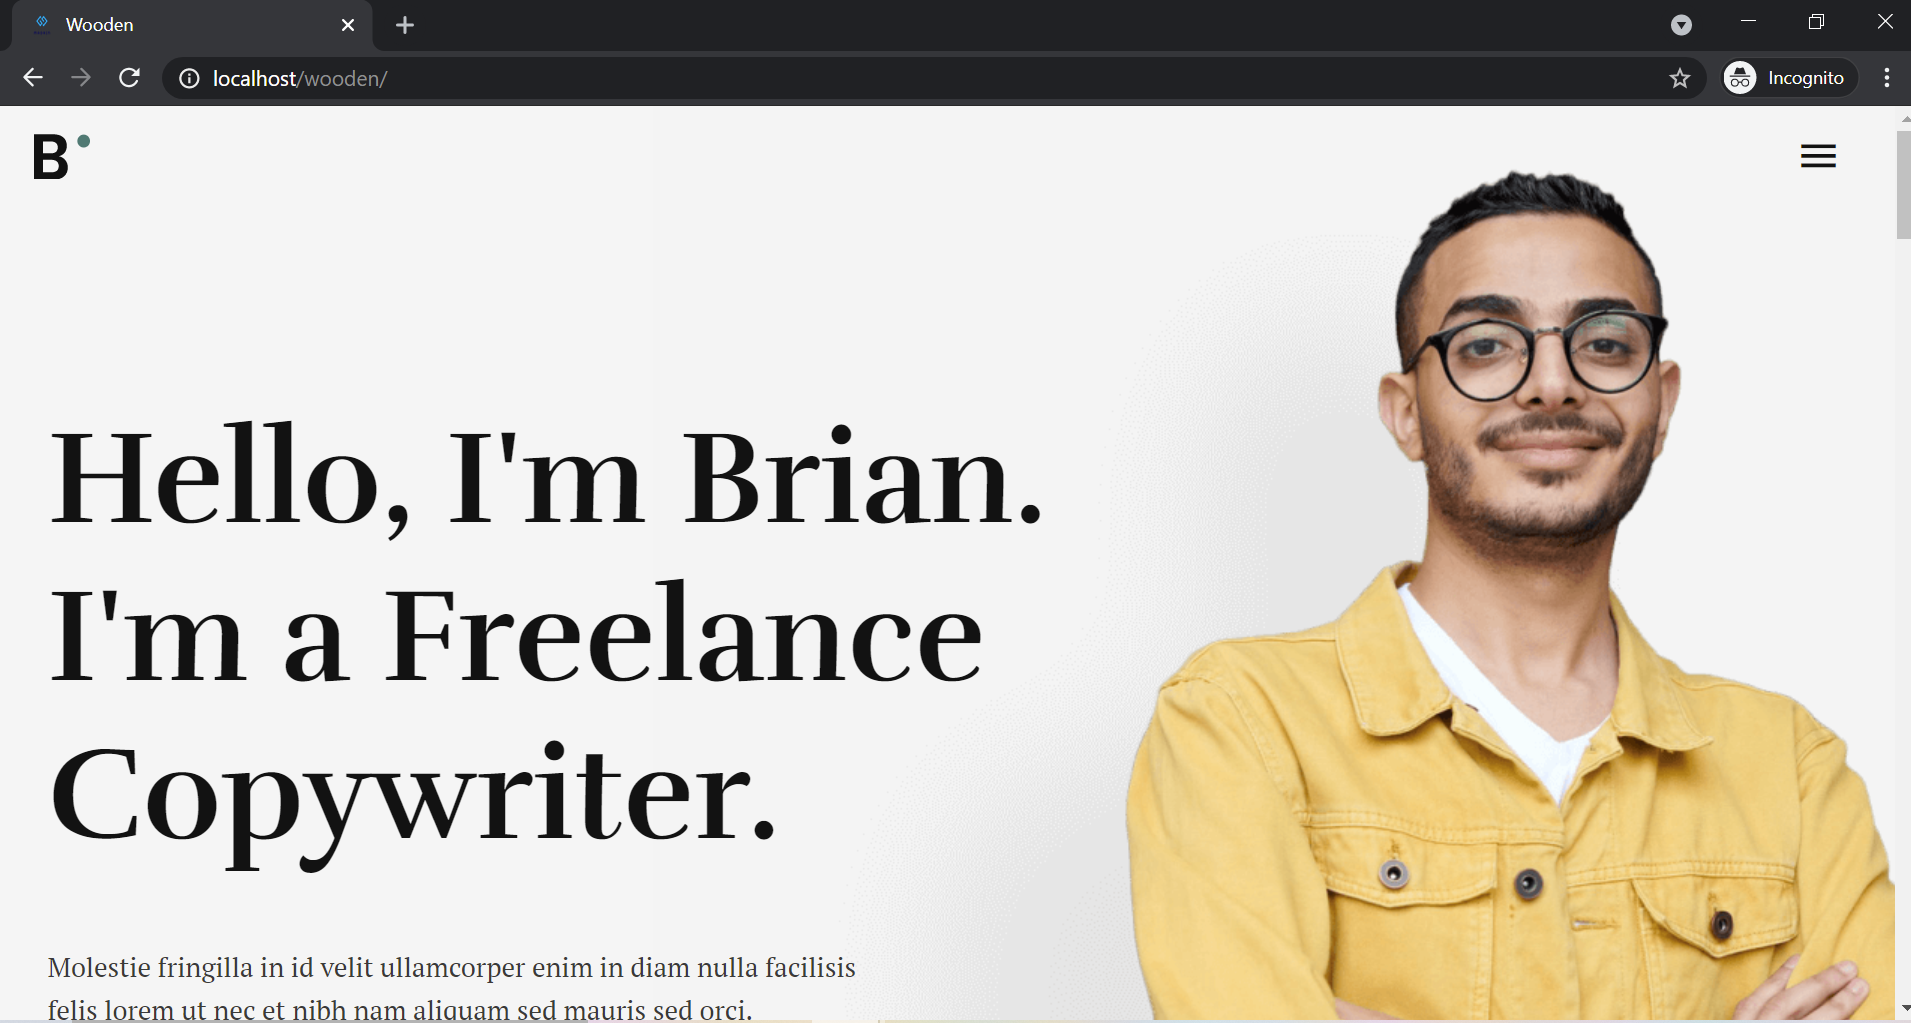 Wooden
localhost/wooden/
Incognito
B
Hello, I'm Brian.
I'm a Freelance
Copywriter.
Molestie fringilla in id velit ullamcorper enim in diam nulla facilisis
felis lorem ut nec et nibh nam aliquam sed mauris sed orci.